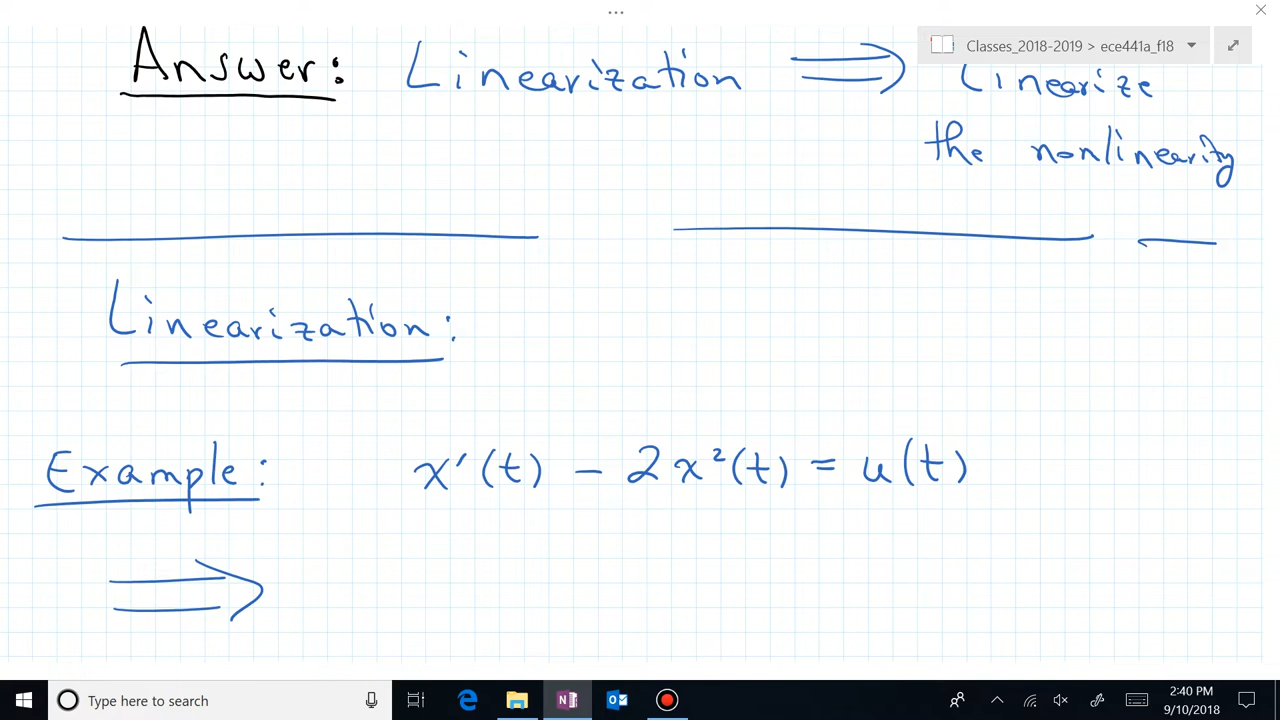 ...
Classes_2018-2019 > ece441a_f18
Answer: Linearization ⟹ Linearize
the nonlinearity
Linearization:
Example: x'(t) - 2x²(t) = u(t)
⟹
Type here to search
2:40 PM
9/10/2018